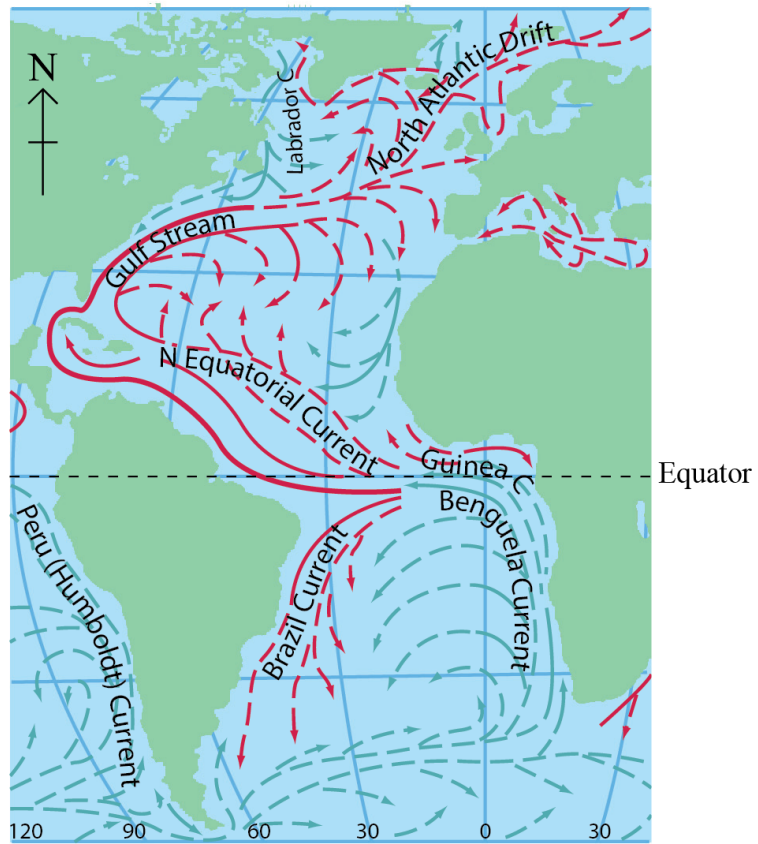 N
North Atlantic Drift
Labrador C
Gulf Stream
N Equatorial Current
Guinea C
Equator
Benguela Current
Brazil Current
Peru (Humboldt) Current
120 90 60 30 0 30